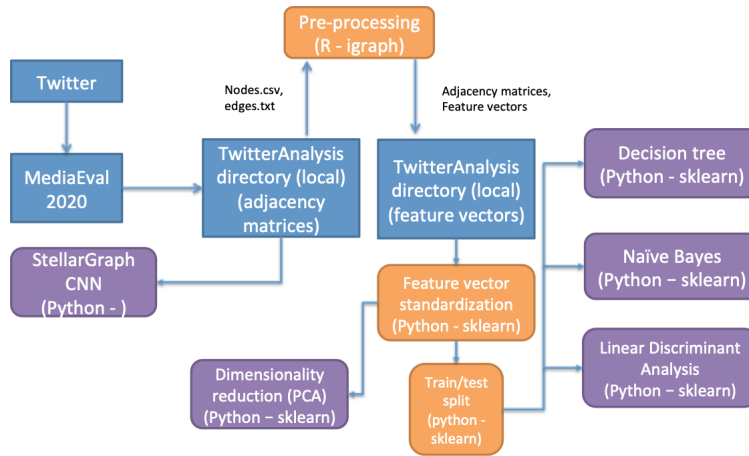 Pre-processing
(R - igraph)
Twitter
Nodes.csv,
edges.txt
Adjacency matrices,
Feature vectors
MediaEval
2020
TwitterAnalysis
directory (local)
(adjacency
matrices)
TwitterAnalysis
directory (local)
(feature vectors)
Decision tree
(Python - sklearn)
StellarGraph
CNN
(Python - )
Naïve Bayes
(Python – sklearn)
Feature vector
standardization
(Python - sklearn)
Dimensionality
reduction (PCA)
(Python – sklearn)
Train/test
split
(python -
sklearn)
Linear Discriminant
Analysis
(Python – sklearn)